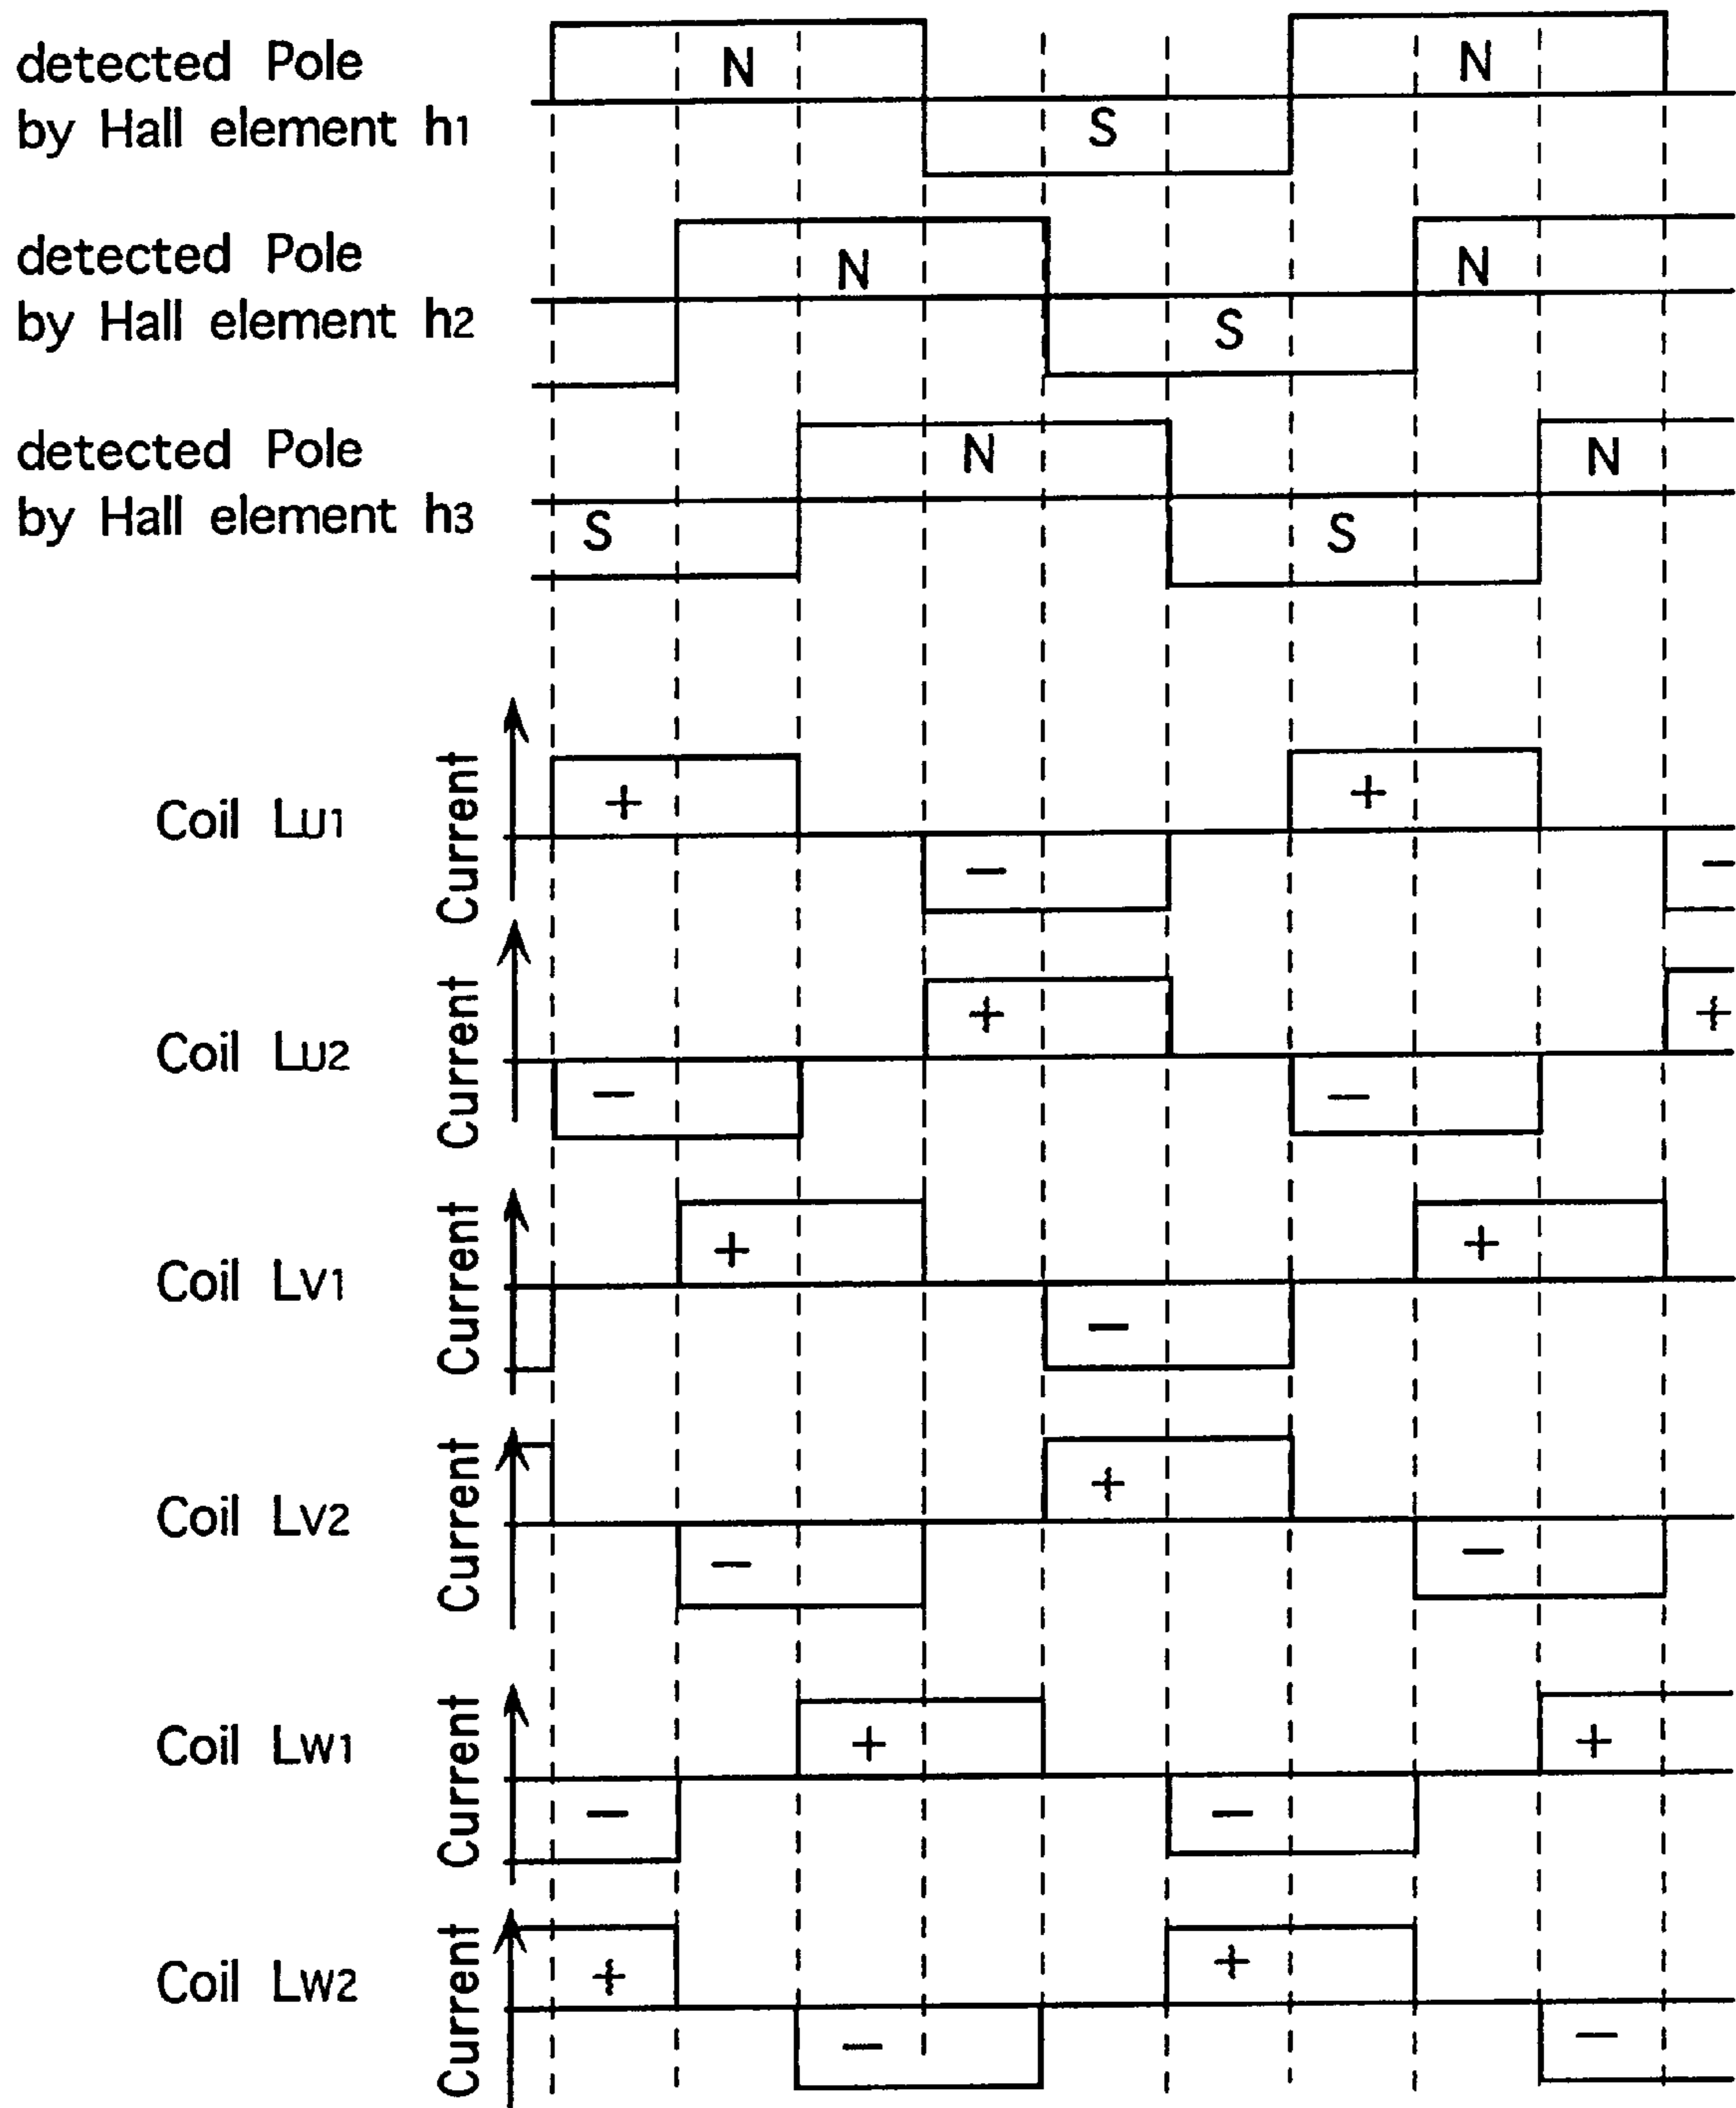 detected Pole
by Hall element h1
N S N
detected Pole
by Hall element h2
N S N
detected Pole
by Hall element h3
S N S N
Coil LU1
Current
+ − + −
Coil LU2
Current
− + − +
Coil LV1
Current
+ − +
Coil LV2
Current
− + −
Coil LW1
Current
− + − +
Coil LW2
Current
+ − + −